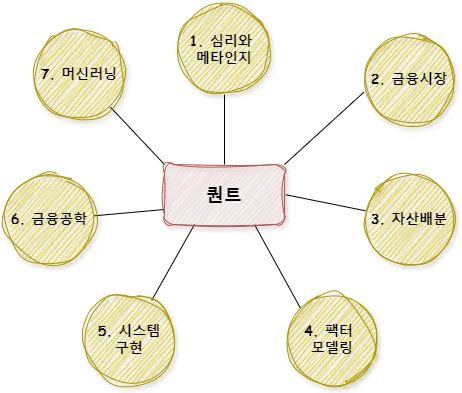 1. 심리와
메타인지
2. 금융시장
3. 자산배분
4. 팩터
모델링
5. 시스템
구현
6. 금융공학
7. 머신러닝
퀀트